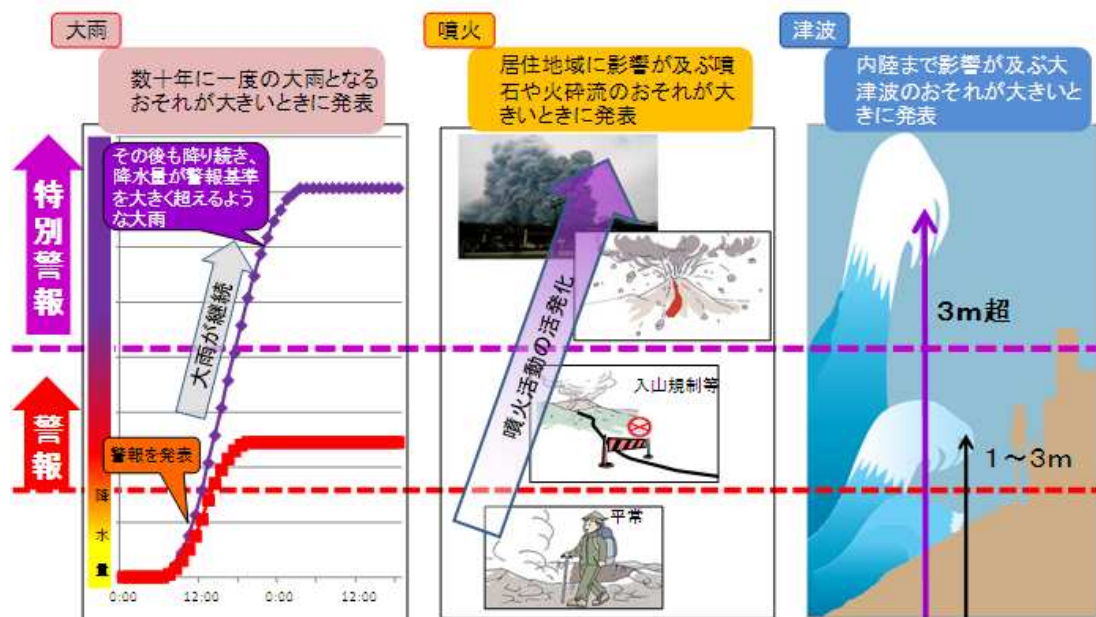 大雨
数十年に一度の大雨となる
おそれが大きいときに発表
噴火
居住地域に影響が及ぶ噴
石や火砕流のおそれが大
きいときに発表
津波
内陸まで影響が及ぶ大
津波のおそれが大きいと
きに発表
特別警報
警報
その後も降り続き、
降水量が警報基準
を大きく超えるよう
な大雨
大雨が継続
警報を発表
降水量
0:00
12:00
0:00
12:00
噴火活動の活発化
入山規制等
平常
3m超
1～3m